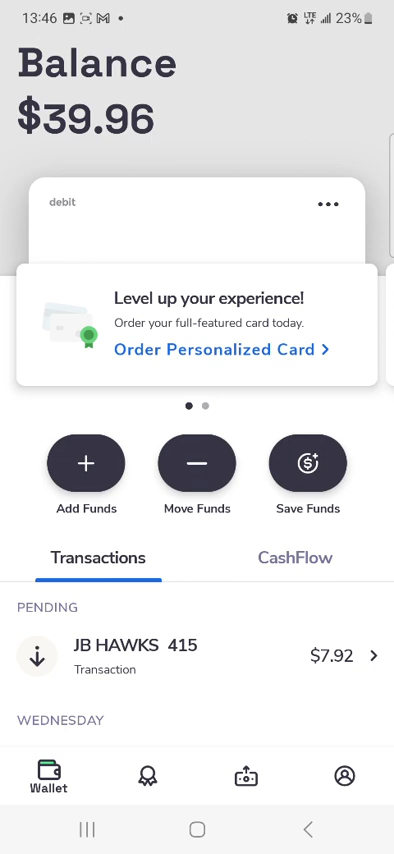 13:46 LTE 23%
Balance
$39.96
debit
Level up your experience!
Order your full-featured card today.
Order Personalized Card
Add Funds Move Funds Save Funds
Transactions CashFlow
PENDING
JB HAWKS 415
$7.92
Transaction
WEDNESDAY
Wallet